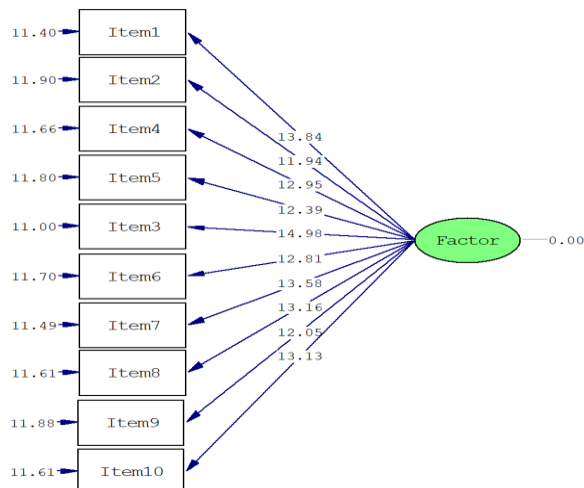 11.40 Item1
11.90 Item2
13.84
11.94
11.66 Item4
12.95
11.80 Item5
12.39
11.00 Item3
14.98
Factor 0.00
11.70 Item6
12.81
13.58
11.49 Item7
13.16
12.05
11.61 Item8
13.13
11.88 Item9
11.61 Item10